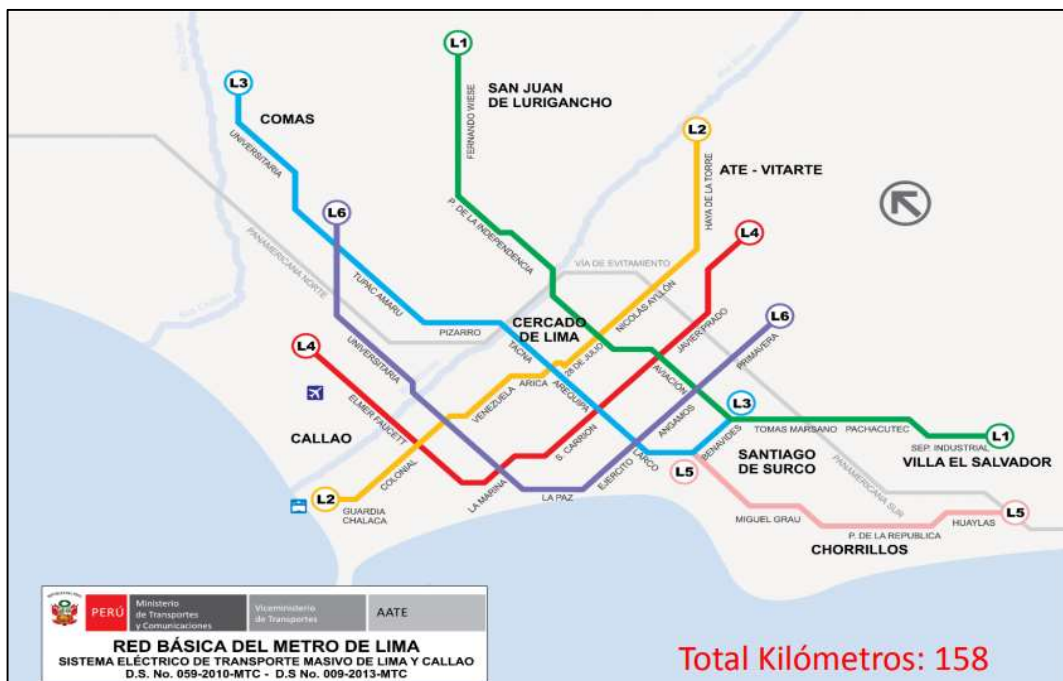 L1
L3
SAN JUAN
DE LURIGANCHO
COMAS
FERNANDO WIESE
UNIVERSITARIA
L2
ATE - VITARTE
HAYA DE LA TORRE
L6
P. DE LA INDEPENDENCIA
L4
PANAMERICANA NORTE
VÍA DE EVITAMIENTO
TUPAC AMARU
PIZARRO
CERCADO
DE LIMA
TACNA
NICOLÁS AYLLÓN
JAVIER PRADO
L6
PRIMAVERA
L4
UNIVERSITARIA
28 DE JULIO
AVIACIÓN
ARICA
AREQUIPA
VENEZUELA
ELMER FAUCETT
CALLAO
COLONIAL
L3
ANGAMOS
BENAVIDES
TOMAS MARSANO
PACHACUTEC
L1
SEP. INDUSTRIAL
VILLA EL SALVADOR
S. CARRION
LARCO
L5
SANTIAGO
DE SURCO
PANAMERICANA SUR
L2
GUARDIA
CHALACA
LA MARINA
LA PAZ
EJERCITO
MIGUEL GRAU
P. DE LA REPUBLICA
HUAYLAS
L5
CHORRILLOS
PERÚ
Ministerio
de Transportes
y Comunicaciones
Viceministerio
de Transportes
AATE
RED BÁSICA DEL METRO DE LIMA
SISTEMA ELÉCTRICO DE TRANSPORTE MASIVO DE LIMA Y CALLAO
D.S. No. 059-2010-MTC - D.S No. 009-2013-MTC
Total Kilómetros: 158